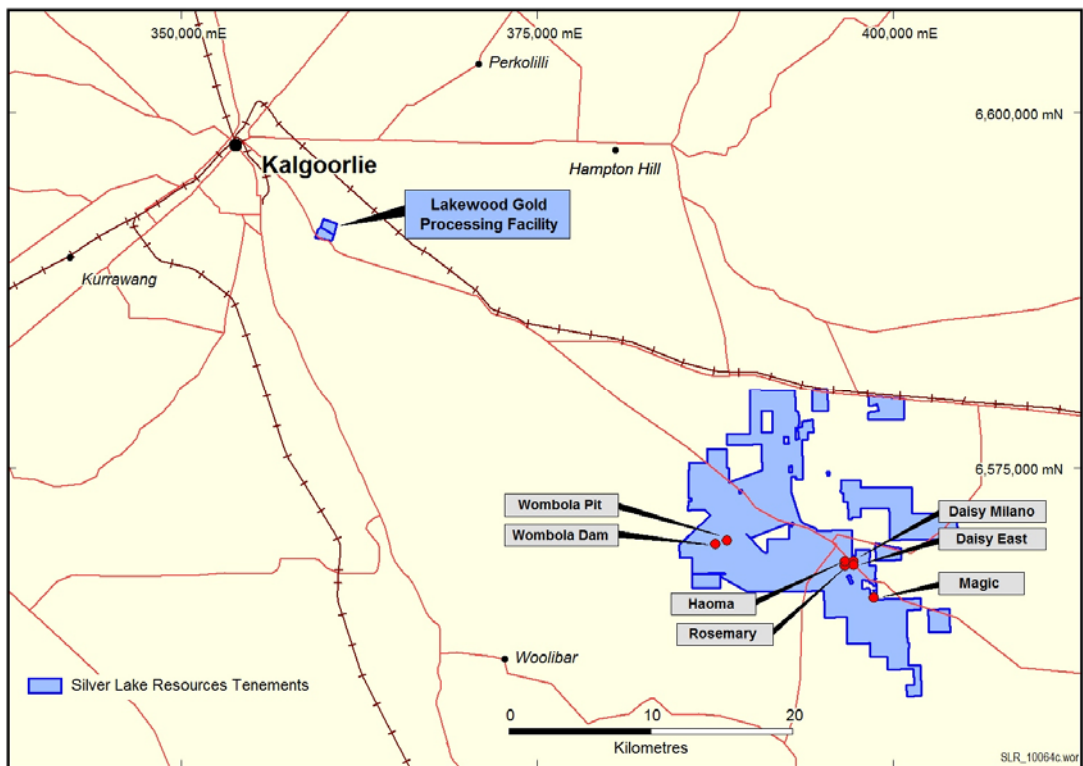 350,000 mE
375,000 mE
400,000 mE
Perkolilli
6,600,000 mN
Kalgoorlie
Hampton Hill
Lakewood Gold
Processing Facility
Kurrawang
6,575,000 mN
Wombola Pit
Daisy Milano
Wombola Dam
Daisy East
Magic
Haoma
Rosemary
Woolibar
Silver Lake Resources Tenements
0 10 20
Kilometres
SLR_10064c.wor